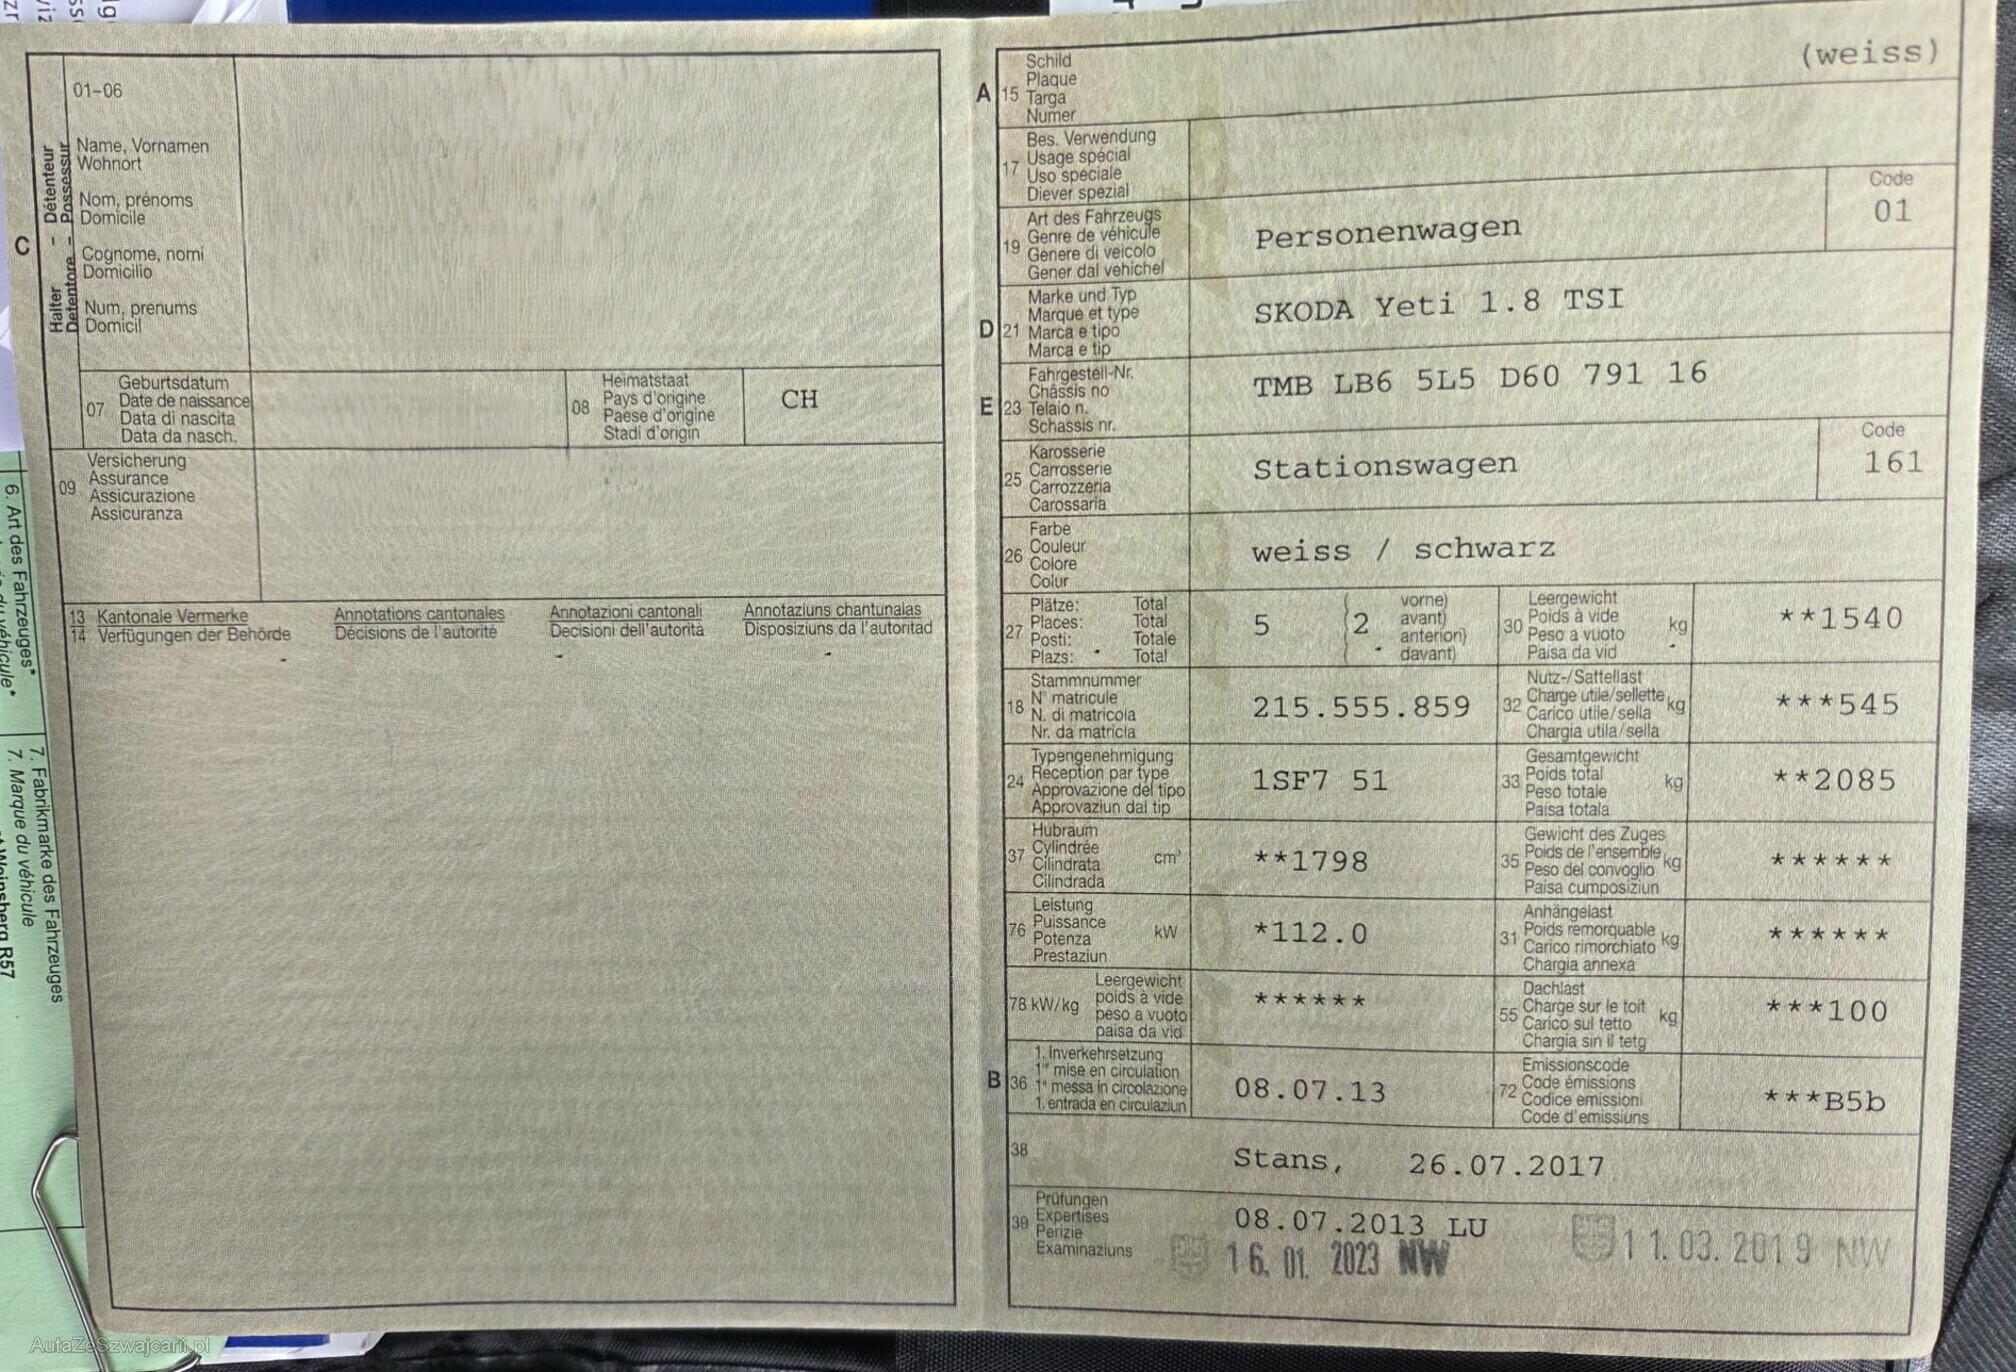 01-06
Halter - Détenteur
Detentore - Possessur
C
Name, Vornamen
Wohnort
Nom, prénoms
Domicile
Cognome, nomi
Domicilio
Num, prenums
Domicil
07
Geburtsdatum
Date de naissance
Data di nascita
Data da nasch.
08
Heimatstaat
Pays d'origine
Paese d'origine
Stadi d'origin
CH
09
Versicherung
Assurance
Assicurazione
Assicuranza
13 Kantonale Vermerke Annotations cantonales Annotazioni cantonali Annotaziuns chantunalas
14 Verfügungen der Behörde Décisions de l'autorité Decisioni dell'autorità Disposiziuns da l'autoritad
(weiss)
A 15
Schild
Plaque
Targa
Numer
17
Bes. Verwendung
Usage spécial
Uso speciale
Diever spezial
19
Art des Fahrzeugs
Genre de véhicule
Genere di veicolo
Gener dal vehichel
Personenwagen
Code
01
D 21
Marke und Typ
Marque et type
Marca e tipo
Marca e tip
SKODA Yeti 1.8 TSI
E 23
Fahrgestell-Nr.
Châssis no
Telaio n.
Schassis nr.
TMB LB6 5L5 D60 791 16
25
Karosserie
Carrosserie
Carrozzeria
Carossaria
Stationswagen
Code
161
26
Farbe
Couleur
Colore
Colur
weiss / schwarz
27
Plätze: Total
Places: Total
Posti: Totale
Plazs: Total
5 (2
vorne)
avant)
anteriori)
davant)
30
Leergewicht
Poids à vide
Peso a vuoto
Paisa da vid
kg
**1540
18
Stammnummer
N° matricule
N. di matricola
Nr. da matricla
215.555.859
32
Nutz-/Sattellast
Charge utile/sellette
Carico utile/sella
Chargia utila/sella
kg
***545
24
Typengenehmigung
Reception par type
Approvazione del tipo
Approvaziun dal tip
1SF7 51
33
Gesamtgewicht
Poids total
Peso totale
Paisa totala
kg
**2085
37
Hubraum
Cylindrée
Cilindrata
Cilindrada
cm³
**1798
35
Gewicht des Zuges
Poids de l'ensemble
Peso del convoglio
Paisa cumposiziun
kg
******
76
Leistung
Puissance
Potenza
Prestaziun
kW
*112.0
31
Anhängelast
Poids remorquable
Carico rimorchiato
Chargia annexa
kg
******
78 kW/kg
Leergewicht
poids à vide
peso a vuoto
paisa da vid
******
55
Dachlast
Charge sur le toit
Carico sul tetto
Chargia sin il tetg
kg
***100
B 36
1. Inverkehrsetzung
1re mise en circulation
1a messa in circolazione
1. entrada en circulaziun
08.07.13
72
Emissionscode
Code émissions
Codice emissioni
Code d'emissiuns
***B5b
38
Stans, 26.07.2017
39
Prüfungen
Expertises
Perizie
Examinaziuns
08.07.2013 LU
16. 01. 2023 NW
11.03.2019 NW
6. Art des Fahrzeuges*
7. Fabrikmarke des Fahrzeuges
7. Marque du véhicule
R57
AutaZeSzwajcarii.pl